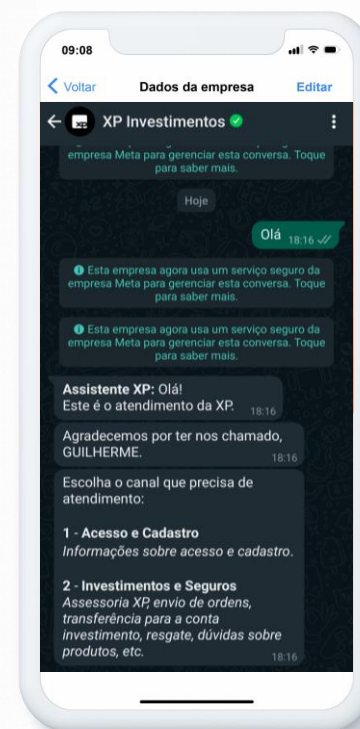 09:08
Voltar
Dados da empresa
Editar
XP
XP Investimentos
empresa Meta para gerenciar esta conversa. Toque
para saber mais.
Hoje
Olá 18:16
Esta empresa agora usa um serviço seguro da
empresa Meta para gerenciar esta conversa. Toque
para saber mais.
Esta empresa agora usa um serviço seguro da
empresa Meta para gerenciar esta conversa. Toque
para saber mais.
Assistente XP: Olá!
Este é o atendimento da XP. 18:16
Agradecemos por ter nos chamado,
GUILHERME. 18:16
Escolha o canal que precisa de
atendimento:
1 - Acesso e Cadastro
Informações sobre acesso e cadastro.
2 - Investimentos e Seguros
Assessoria XP, envio de ordens,
transferência para a conta
investimento, resgate, dúvidas sobre
produtos, etc. 18:16